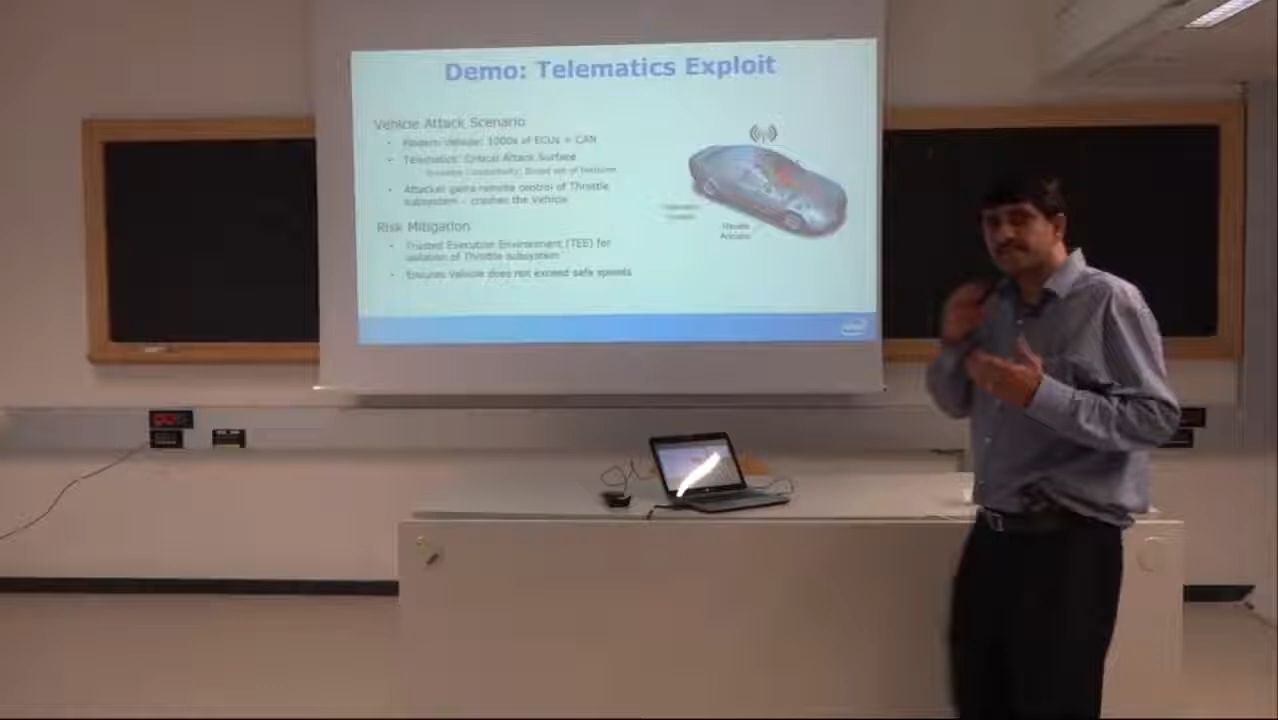 Demo: Telematics Exploit
Vehicle Attack Scenario
Modern Vehicle: 1000s of ECUs + CAN
Telematics: Critical Attack Surface
Attacker gains remote control of Throttle
subsystem – crashes the Vehicle
Risk Mitigation
Trusted Execution Environment (TEE) for
isolation of Throttle subsystem
Ensures Vehicle does not exceed safe speeds
intel